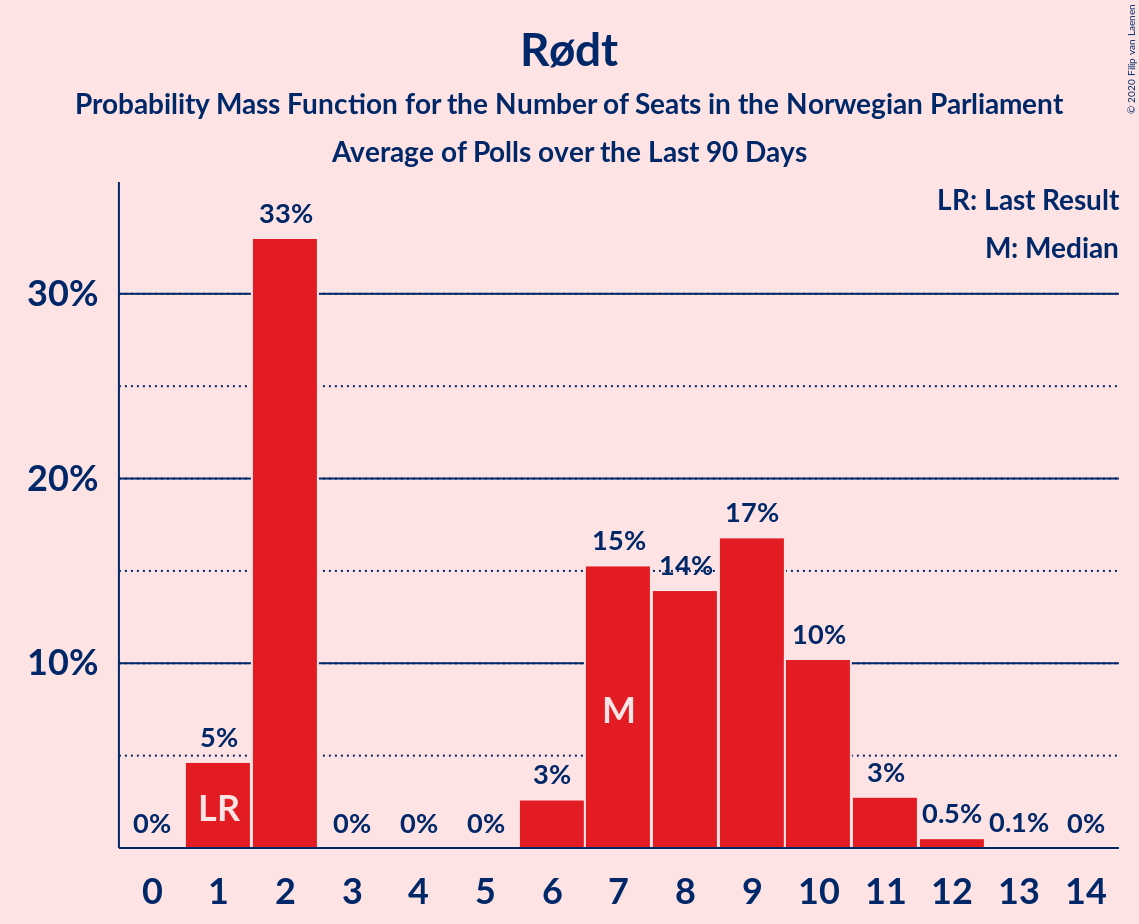 Rødt
Probability Mass Function for the Number of Seats in the Norwegian Parliament
Average of Polls over the Last 90 Days
© 2020 Filip van Laenen
LR: Last Result
M: Median
33%
30%
20%
17%
15%
14%
10%
10%
5%
3%
3%
M
LR
0%
0%
0%
0%
0.5%
0.1%
0%
0 1 2 3 4 5 6 7 8 9 10 11 12 13 14